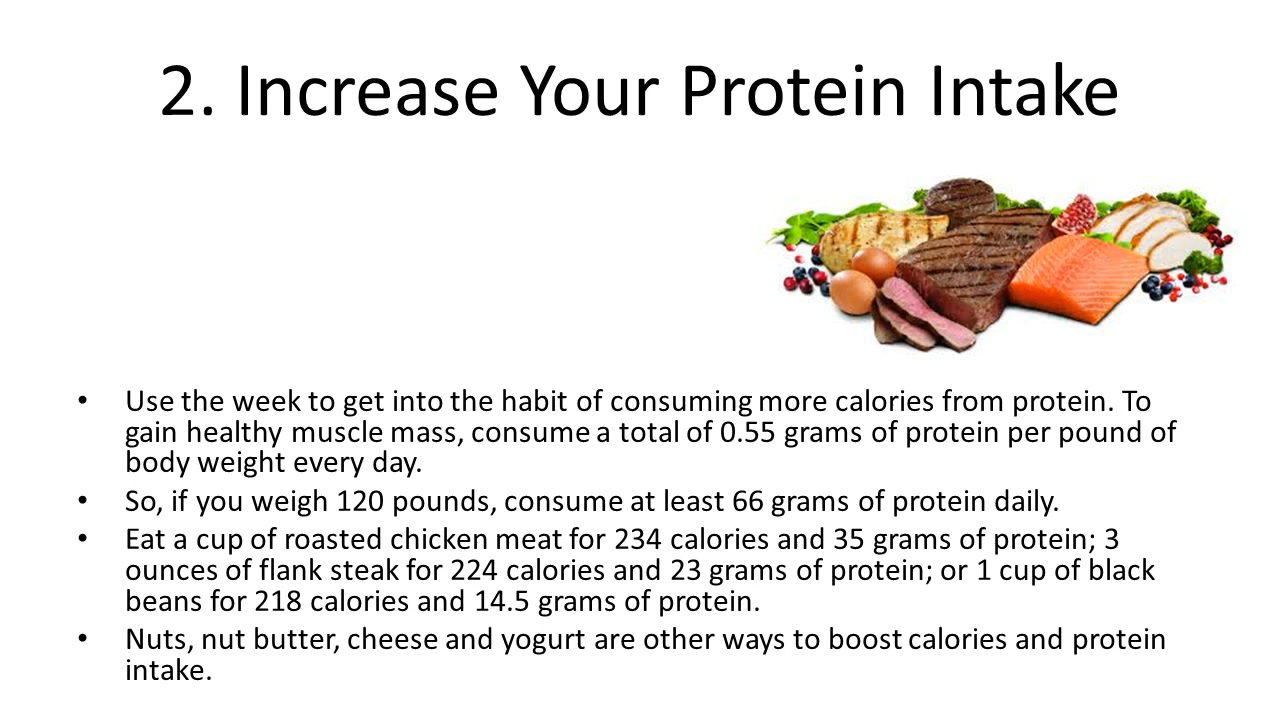 2. Increase Your Protein Intake
• Use the week to get into the habit of consuming more calories from protein. To
gain healthy muscle mass, consume a total of 0.55 grams of protein per pound of
body weight every day.
• So, if you weigh 120 pounds, consume at least 66 grams of protein daily.
• Eat a cup of roasted chicken meat for 234 calories and 35 grams of protein; 3
ounces of flank steak for 224 calories and 23 grams of protein; or 1 cup of black
beans for 218 calories and 14.5 grams of protein.
• Nuts, nut butter, cheese and yogurt are other ways to boost calories and protein
intake.